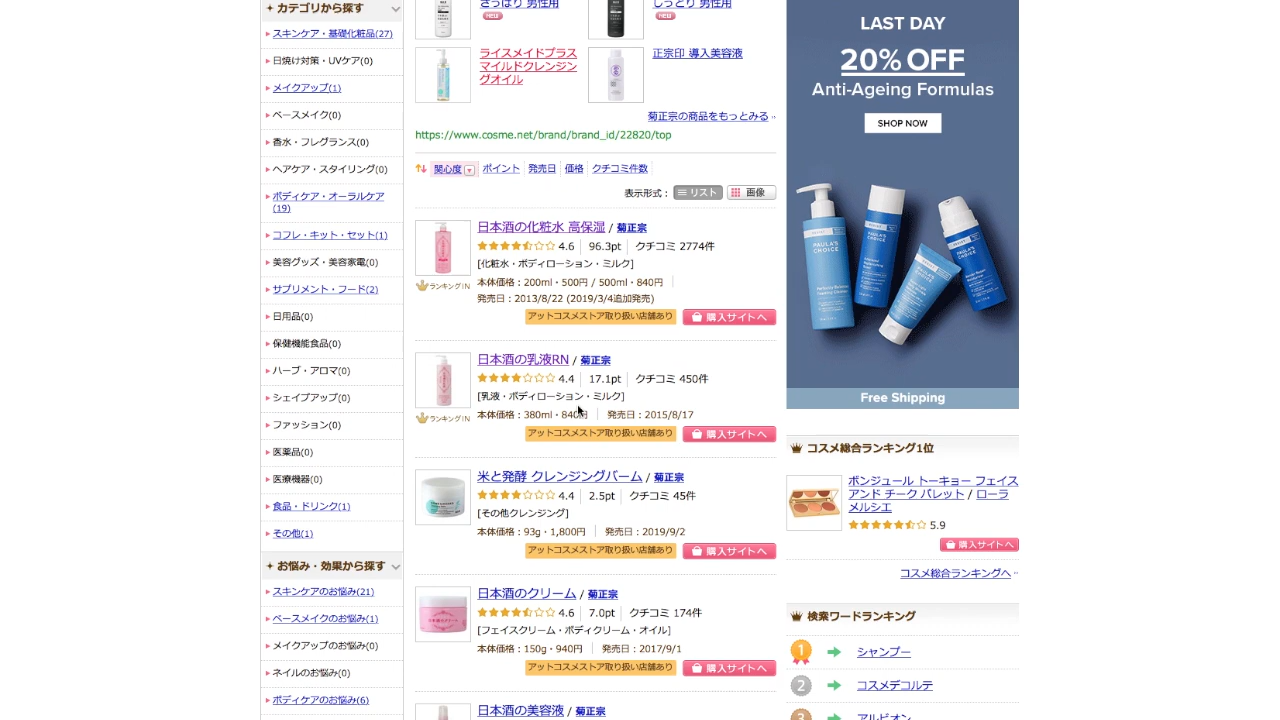 カテゴリから探す
スキンケア・基礎化粧品(27)
日焼け対策・UVケア(0)
メイクアップ(1)
ベースメイク(0)
香水・フレグランス(0)
ヘアケア・スタイリング(0)
ボディケア・オーラルケア
(19)
コフレ・キット・セット(1)
美容グッズ・美容家電(0)
サプリメント・フード(2)
日用品(0)
保健機能食品(0)
ハーブ・アロマ(0)
シェイプアップ(0)
ファッション(0)
医薬品(0)
医療機器(0)
食品・ドリンク(1)
その他(1)
お悩み・効果から探す
スキンケアのお悩み(21)
ベースメイクのお悩み(1)
メイクアップのお悩み(0)
ネイルのお悩み(0)
ボディケアのお悩み(6)
さっぱり 男性用
NEW
しっとり 男性用
NEW
ライスメイドプラス
マイルドクレンジン
グオイル
正宗印 導入美容液
菊正宗の商品をもっとみる
https://www.cosme.net/brand/brand_id/22820/top
関心度 ポイント 発売日 価格 クチコミ件数
表示形式： リスト 画像
日本酒の化粧水 高保湿 / 菊正宗
4.6 96.3pt クチコミ 2774件
[化粧水・ボディローション・ミルク]
ランキングIN
本体価格：200ml・500円 / 500ml・840円
発売日：2013/8/22 (2019/3/4追加発売)
アットコスメストア取り扱い店舗あり 購入サイトへ
日本酒の乳液RN / 菊正宗
4.4 17.1pt クチコミ 450件
[乳液・ボディローション・ミルク]
ランキングIN
本体価格：380ml・840円 発売日：2015/8/17
アットコスメストア取り扱い店舗あり 購入サイトへ
米と発酵 クレンジングバーム / 菊正宗
4.4 2.5pt クチコミ 45件
[その他クレンジング]
本体価格：93g・1,800円 発売日：2019/9/2
アットコスメストア取り扱い店舗あり 購入サイトへ
日本酒のクリーム / 菊正宗
4.6 7.0pt クチコミ 174件
[フェイスクリーム・ボディクリーム・オイル]
本体価格：150g・940円 発売日：2017/9/1
アットコスメストア取り扱い店舗あり 購入サイトへ
日本酒の美容液 / 菊正宗
LAST DAY
20% OFF
Anti-Ageing Formulas
SHOP NOW
PAULA'S
CHOICE
PAULA'S
CHOICE
PAULA'S
CHOICE
PAULA'S
CHOICE
Free Shipping
コスメ総合ランキング1位
ボンジュール トーキョー フェイス
アンド チーク パレット / ローラ
メルシエ
5.9
購入サイトへ
コスメ総合ランキングへ
検索ワードランキング
1 シャンプー
2 コスメデコルテ
3 アルビオン